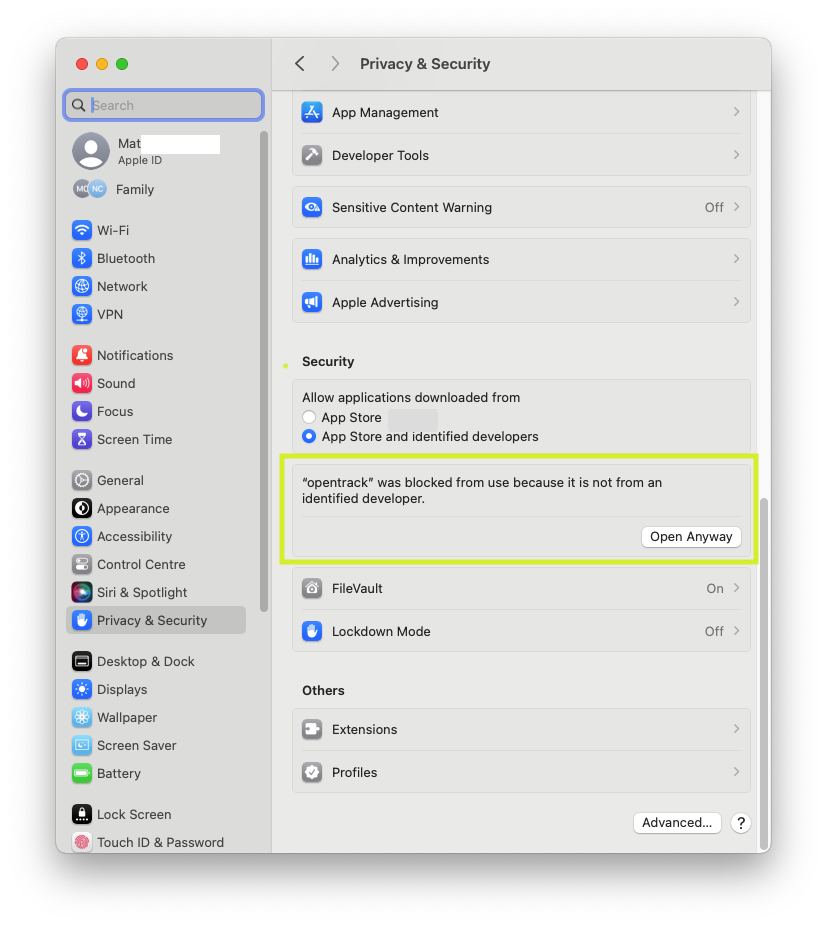 Privacy & Security
Search
Mat
Apple ID
MC NC Family
Wi-Fi
Bluetooth
Network
VPN
Notifications
Sound
Focus
Screen Time
General
Appearance
Accessibility
Control Centre
Siri & Spotlight
Privacy & Security
Desktop & Dock
Displays
Wallpaper
Screen Saver
Battery
Lock Screen
Touch ID & Password
App Management
Developer Tools
Sensitive Content Warning Off
Analytics & Improvements
Apple Advertising
Security
Allow applications downloaded from
App Store
App Store and identified developers
“opentrack” was blocked from use because it is not from an
identified developer.
Open Anyway
FileVault On
Lockdown Mode Off
Others
Extensions
Profiles
Advanced... ?